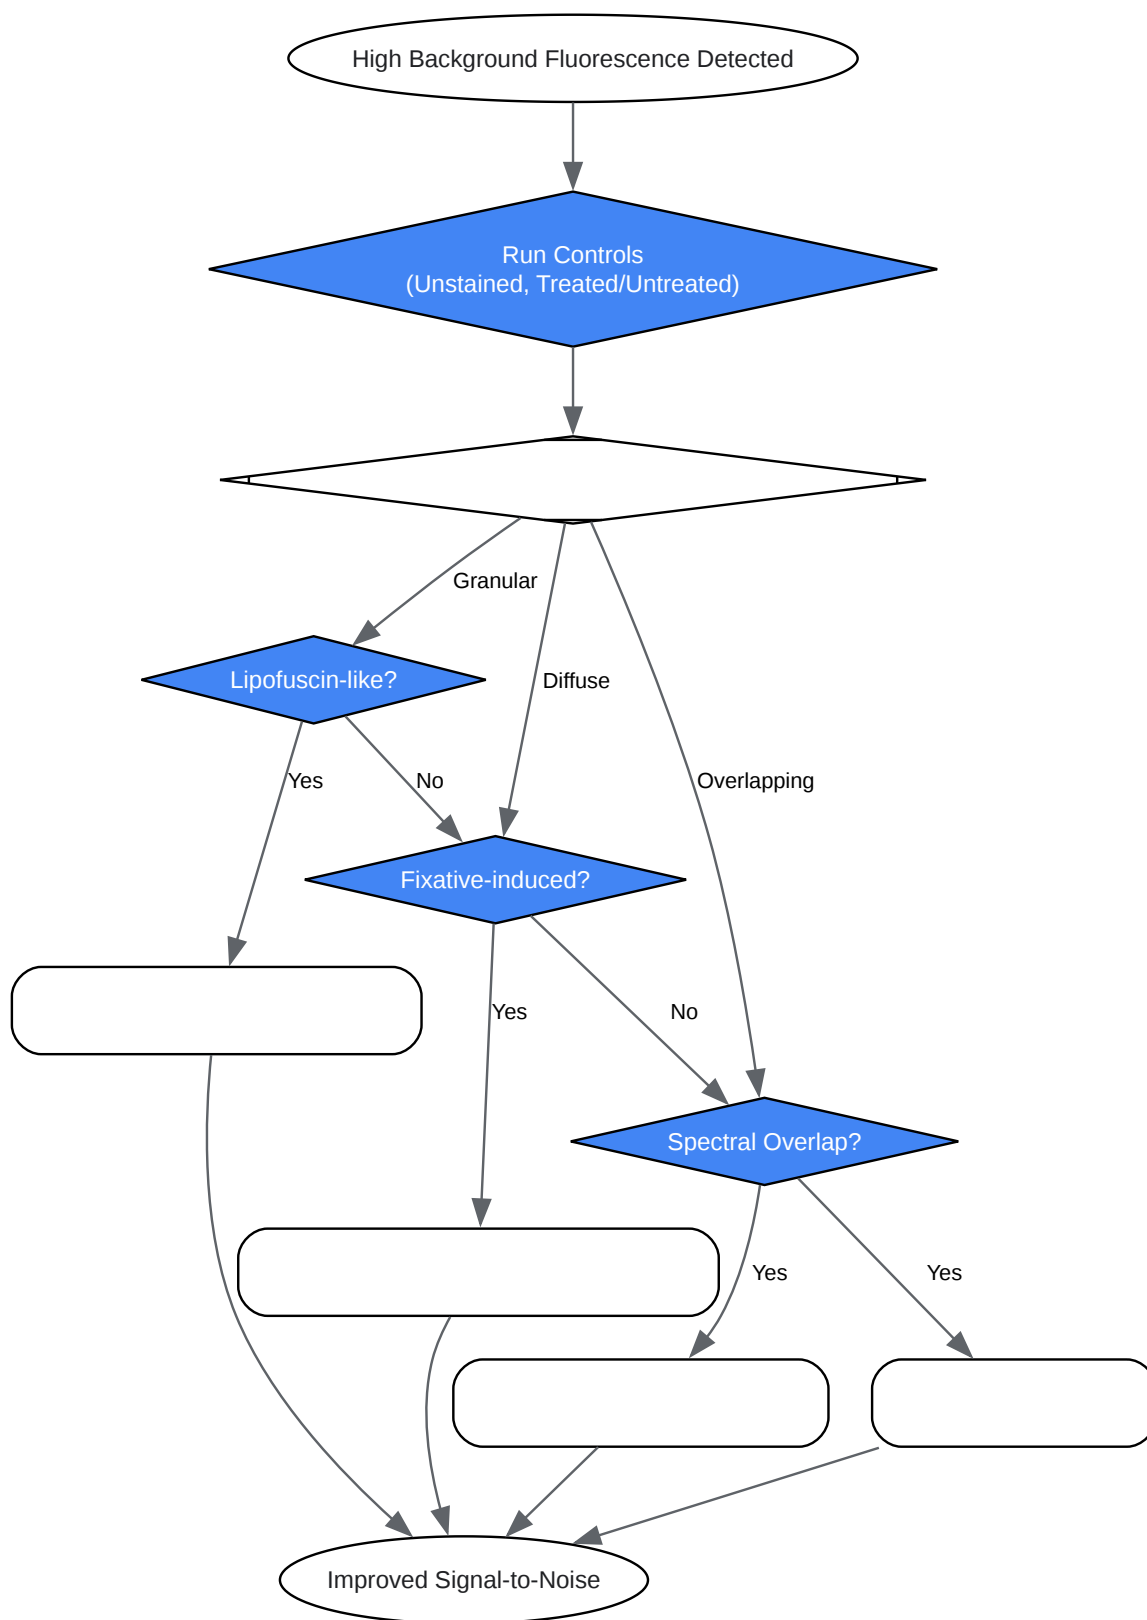 High Background Fluorescence Detected
Run Controls
(Unstained, Treated/Untreated)
Granular
Lipofuscin-like?
Diffuse
Yes
No
Overlapping
Fixative-induced?
Yes
No
Spectral Overlap?
Yes
Yes
Improved Signal-to-Noise